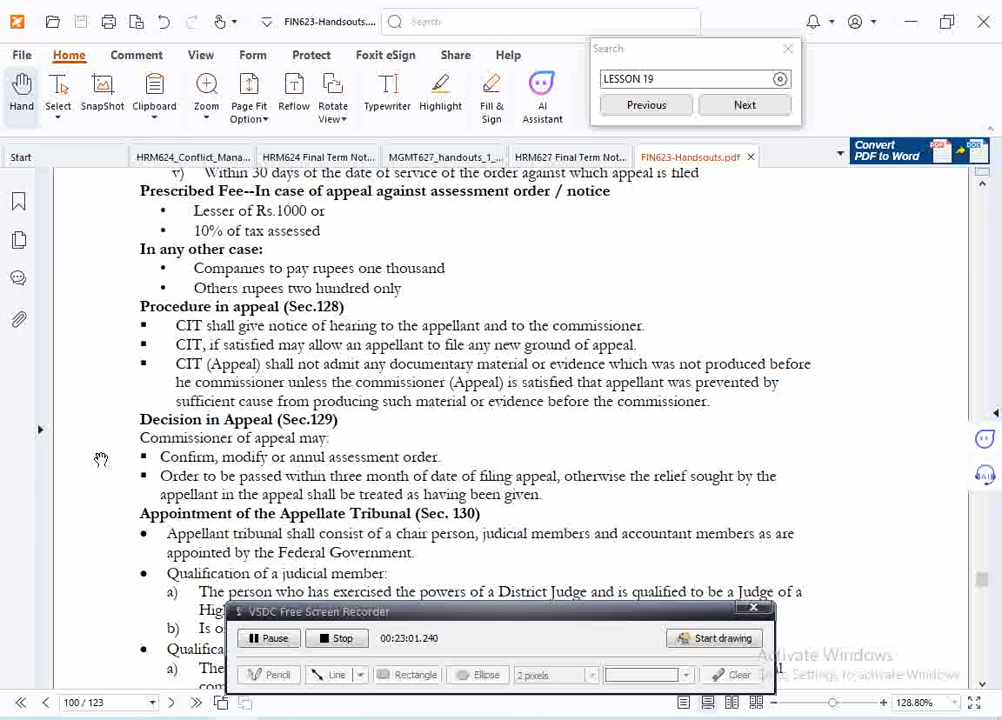 FIN623-Handsouts....
Search
File Home Comment View Form Protect Foxit eSign Share Help
Search
LESSON 19
Previous Next
Hand Select SnapShot Clipboard Zoom Page Fit Option Reflow Rotate View Typewriter Highlight Fill & Sign AI Assistant
Start HRM624_Conflict_Mana... HRM624 Final Term Not... MGMT627_handouts_1_... HRM627 Final Term Not... FIN623-Handsouts.pdf
Convert PDF to Word
v) Within 30 days of the date of service of the order against which appeal is filed
Prescribed Fee--In case of appeal against assessment order / notice
• Lesser of Rs.1000 or
• 10% of tax assessed
In any other case:
• Companies to pay rupees one thousand
• Others rupees two hundred only
Procedure in appeal (Sec.128)
▪ CIT shall give notice of hearing to the appellant and to the commissioner.
▪ CIT, if satisfied may allow an appellant to file any new ground of appeal.
▪ CIT (Appeal) shall not admit any documentary material or evidence which was not produced before
he commissioner unless the commissioner (Appeal) is satisfied that appellant was prevented by
sufficient cause from producing such material or evidence before the commissioner.
Decision in Appeal (Sec.129)
Commissioner of appeal may:
▪ Confirm, modify or annul assessment order.
▪ Order to be passed within three month of date of filing appeal, otherwise the relief sought by the
appellant in the appeal shall be treated as having been given.
Appointment of the Appellate Tribunal (Sec. 130)
• Appellant tribunal shall consist of a chair person, judicial members and accountant members as are
appointed by the Federal Government.
• Qualification of a judicial member:
a) The person who has exercised the powers of a District Judge and is qualified to be a Judge of a
b) Is
a) The
VSDC Free Screen Recorder
Pause Stop 00:23:01.240 Start drawing
Pencil Line Rectangle Ellipse 2 pixels Clear
Activate Windows
Settings to activate Windows
100 / 123 128.80%